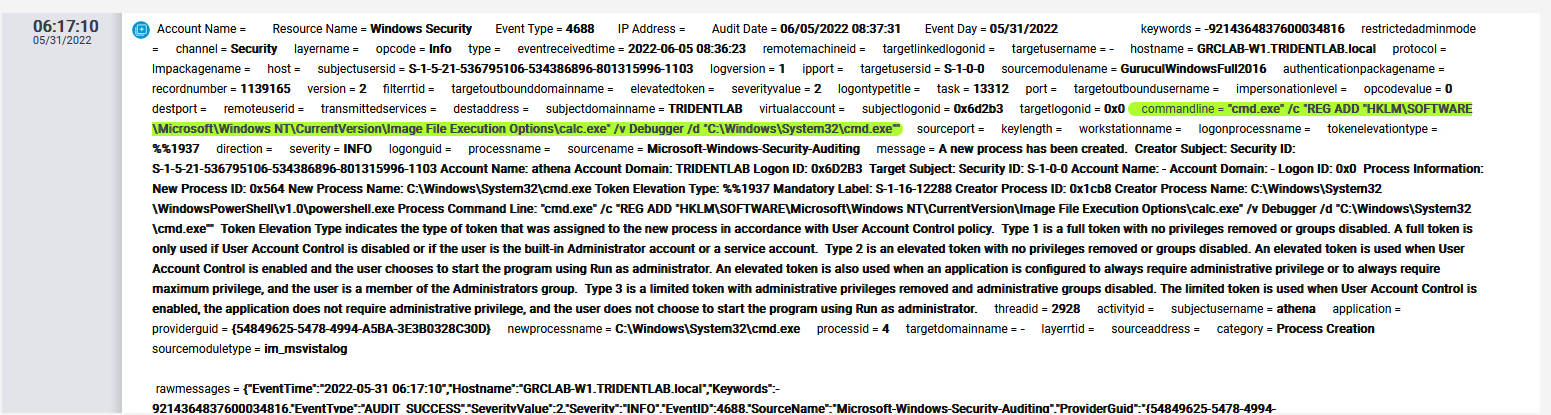 06:17:10
05/31/2022
Account Name = Resource Name = Windows Security Event Type = 4688 IP Address = Audit Date = 06/05/2022 08:37:31 Event Day = 05/31/2022 keywords = -9214364837600034816 restrictedadminmode
= channel = Security layername = opcode = Info type = eventreceivedtime = 2022-06-05 08:36:23 remotemachineid = targetlinkedlogonid = targetusername = - hostname = GRCLAB-W1.TRIDENTLAB.local protocol =
lmpackagename = host = subjectusersid = S-1-5-21-536795106-534386896-801315996-1103 logversion = 1 ipport = targetusersid = S-1-0-0 sourcemodulename = GuruculWindowsFull2016 authenticationpackagename =
recordnumber = 1139165 version = 2 filterrtid = targetoutbounddomainname = elevatedtoken = severityvalue = 2 logontypetitle = task = 13312 port = targetoutboundusername = impersonationlevel = opcodevalue = 0
destport = remoteuserid = transmittedservices = destaddress = subjectdomainname = TRIDENTLAB virtualaccount = subjectlogonid = 0x6d2b3 targetlogonid = 0x0 commandline = "cmd.exe" /c "REG ADD "HKLM\SOFTWARE
\Microsoft\Windows NT\CurrentVersion\Image File Execution Options\calc.exe" /v Debugger /d "C:\Windows\System32\cmd.exe"" sourceport = keylength = workstationname = logonprocessname = tokenelevationtype =
%%1937 direction = severity = INFO logonguid = processname = sourcename = Microsoft-Windows-Security-Auditing message = A new process has been created. Creator Subject: Security ID:
S-1-5-21-536795106-534386896-801315996-1103 Account Name: athena Account Domain: TRIDENTLAB Logon ID: 0x6D2B3 Target Subject: Security ID: S-1-0-0 Account Name: - Account Domain: - Logon ID: 0x0 Process Information:
New Process ID: 0x564 New Process Name: C:\Windows\System32\cmd.exe Token Elevation Type: %%1937 Mandatory Label: S-1-16-12288 Creator Process ID: 0x1cb8 Creator Process Name: C:\Windows\System32
\WindowsPowerShell\v1.0\powershell.exe Process Command Line: "cmd.exe" /c "REG ADD "HKLM\SOFTWARE\Microsoft\Windows NT\CurrentVersion\Image File Execution Options\calc.exe" /v Debugger /d "C:\Windows\System32
\cmd.exe"" Token Elevation Type indicates the type of token that was assigned to the new process in accordance with User Account Control policy. Type 1 is a full token with no privileges removed or groups disabled. A full token is
only used if User Account Control is disabled or if the user is the built-in Administrator account or a service account. Type 2 is an elevated token with no privileges removed or groups disabled. An elevated token is used when User
Account Control is enabled and the user chooses to start the program using Run as administrator. An elevated token is also used when an application is configured to always require administrative privilege or to always require
maximum privilege, and the user is a member of the Administrators group. Type 3 is a limited token with administrative privileges removed and administrative groups disabled. The limited token is used when User Account Control is
enabled, the application does not require administrative privilege, and the user does not choose to start the program using Run as administrator. threadid = 2928 activityid = subjectusername = athena application =
providerguid = {54849625-5478-4994-A5BA-3E3B0328C30D} newprocessname = C:\Windows\System32\cmd.exe processid = 4 targetdomainname = - layerrtid = sourceaddress = category = Process Creation
sourcemoduletype = im_msvistalog
rawmessages = {"EventTime":"2022-05-31 06:17:10","Hostname":"GRCLAB-W1.TRIDENTLAB.local","Keywords":-
9214364837600034816,"EventType":"AUDIT_SUCCESS","SeverityValue":2,"Severity":"INFO","EventID":4688,"SourceName":"Microsoft-Windows-Security-Auditing","ProviderGuid":"{54849625-5478-4994-